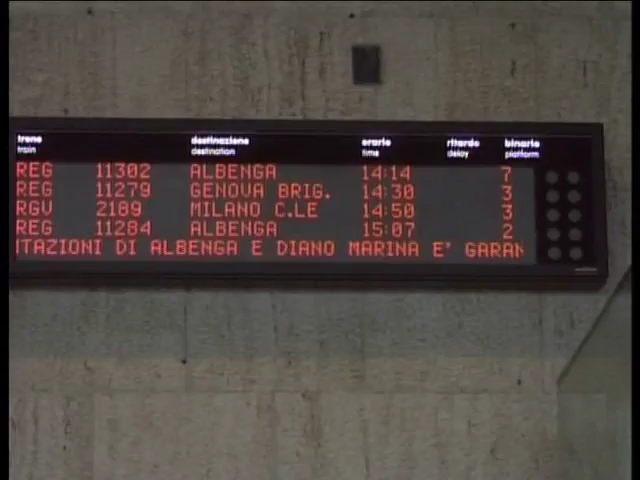 treno destinazione orario ritardo binario
train destination time delay platform
REG 11302 ALBENGA 14:14 7
REG 11279 GENOVA BRIG. 14:30 3
RGV 2189 MILANO C.LE 14:50 3
REG 11284 ALBENGA 15:07 2
TAZIONI DI ALBENGA E DIANO MARINA E' GARAN